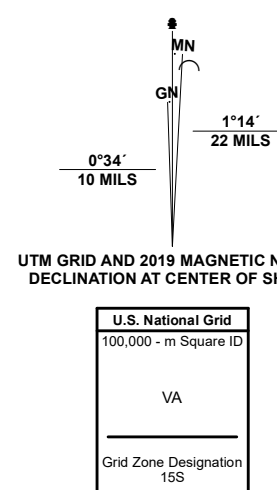 MN
GN
1°14´
22 MILS
0°34´
10 MILS
UTM GRID AND 2019 MAGNETIC
DECLINATION AT CENTER OF
U.S. National Grid
100,000 - m Square ID
VA
Grid Zone Designation
15S